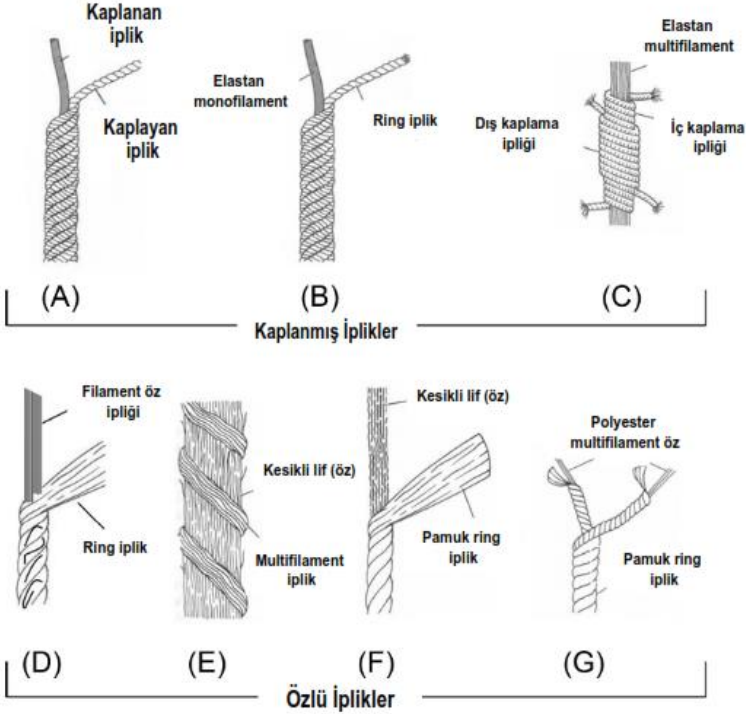 Kaplanan
iplik
Kaplayan
iplik
Elastan
monofilament
Ring iplik
Elastan
multifilament
Dış kaplama
ipliği
İç kaplama
ipliği
(A)
(B)
(C)
Kaplanmış İplikler
Filament öz
ipliği
Ring iplik
Kesikli lif (öz)
Multifilament
iplik
Kesikli lif (öz)
Pamuk ring
iplik
Polyester
multifilament öz
Pamuk ring
iplik
(D)
(E)
(F)
(G)
Özlü İplikler